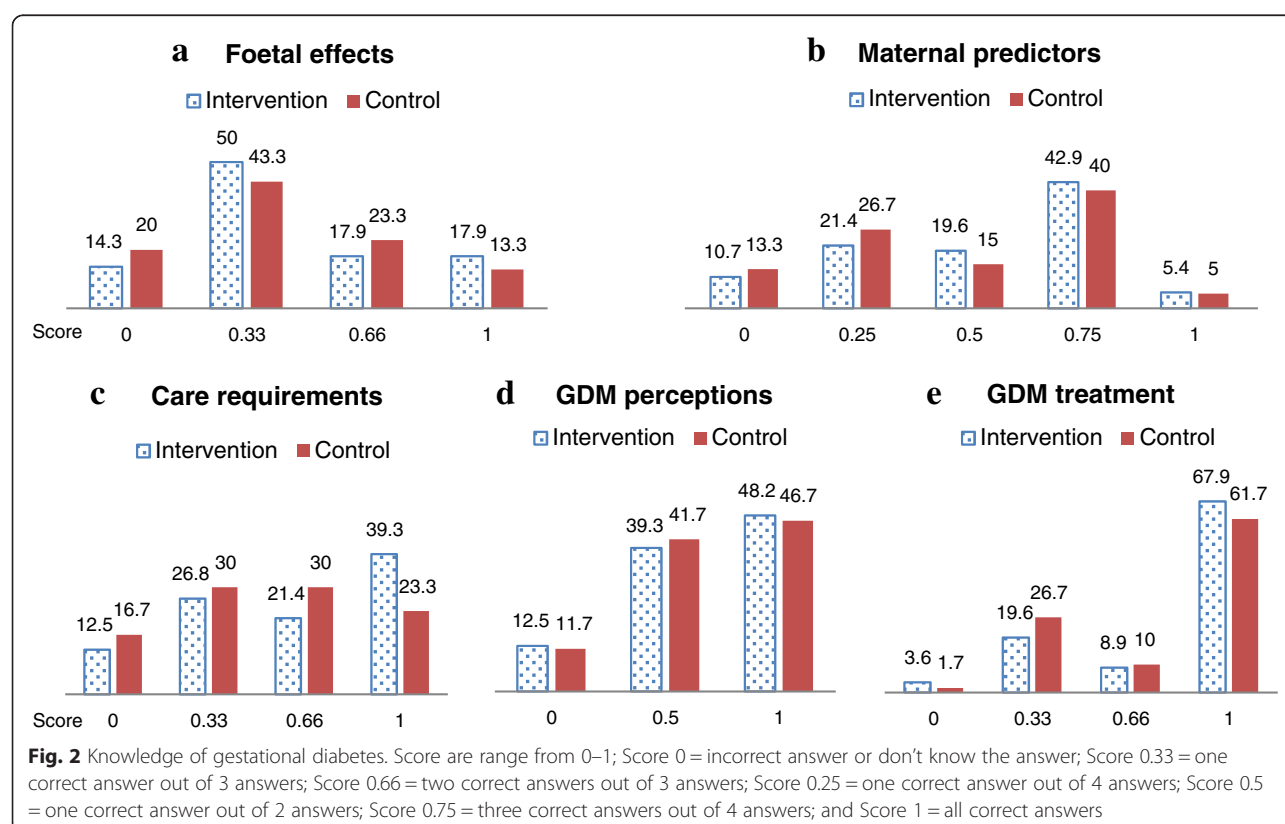 a Foetal effects
Intervention Control
14.3 20 50 43.3 17.9 23.3 17.9 13.3
Score 0 0.33 0.66 1
b Maternal predictors
Intervention Control
10.7 13.3 21.4 26.7 19.6 15 42.9 40 5.4 5
0 0.25 0.5 0.75 1
c Care requirements
Intervention Control
12.5 16.7 26.8 30 21.4 30 39.3 23.3
Score 0 0.33 0.66 1
d GDM perceptions
Intervention Control
12.5 11.7 39.3 41.7 48.2 46.7
0 0.5 1
e GDM treatment
Intervention Control
3.6 1.7 19.6 26.7 8.9 10 67.9 61.7
0 0.33 0.66 1
Fig. 2 Knowledge of gestational diabetes. Score are range from 0–1; Score 0 = incorrect answer or don't know the answer; Score 0.33 = one
correct answer out of 3 answers; Score 0.66 = two correct answers out of 3 answers; Score 0.25 = one correct answer out of 4 answers; Score 0.5
= one correct answer out of 2 answers; Score 0.75 = three correct answers out of 4 answers; and Score 1 = all correct answers